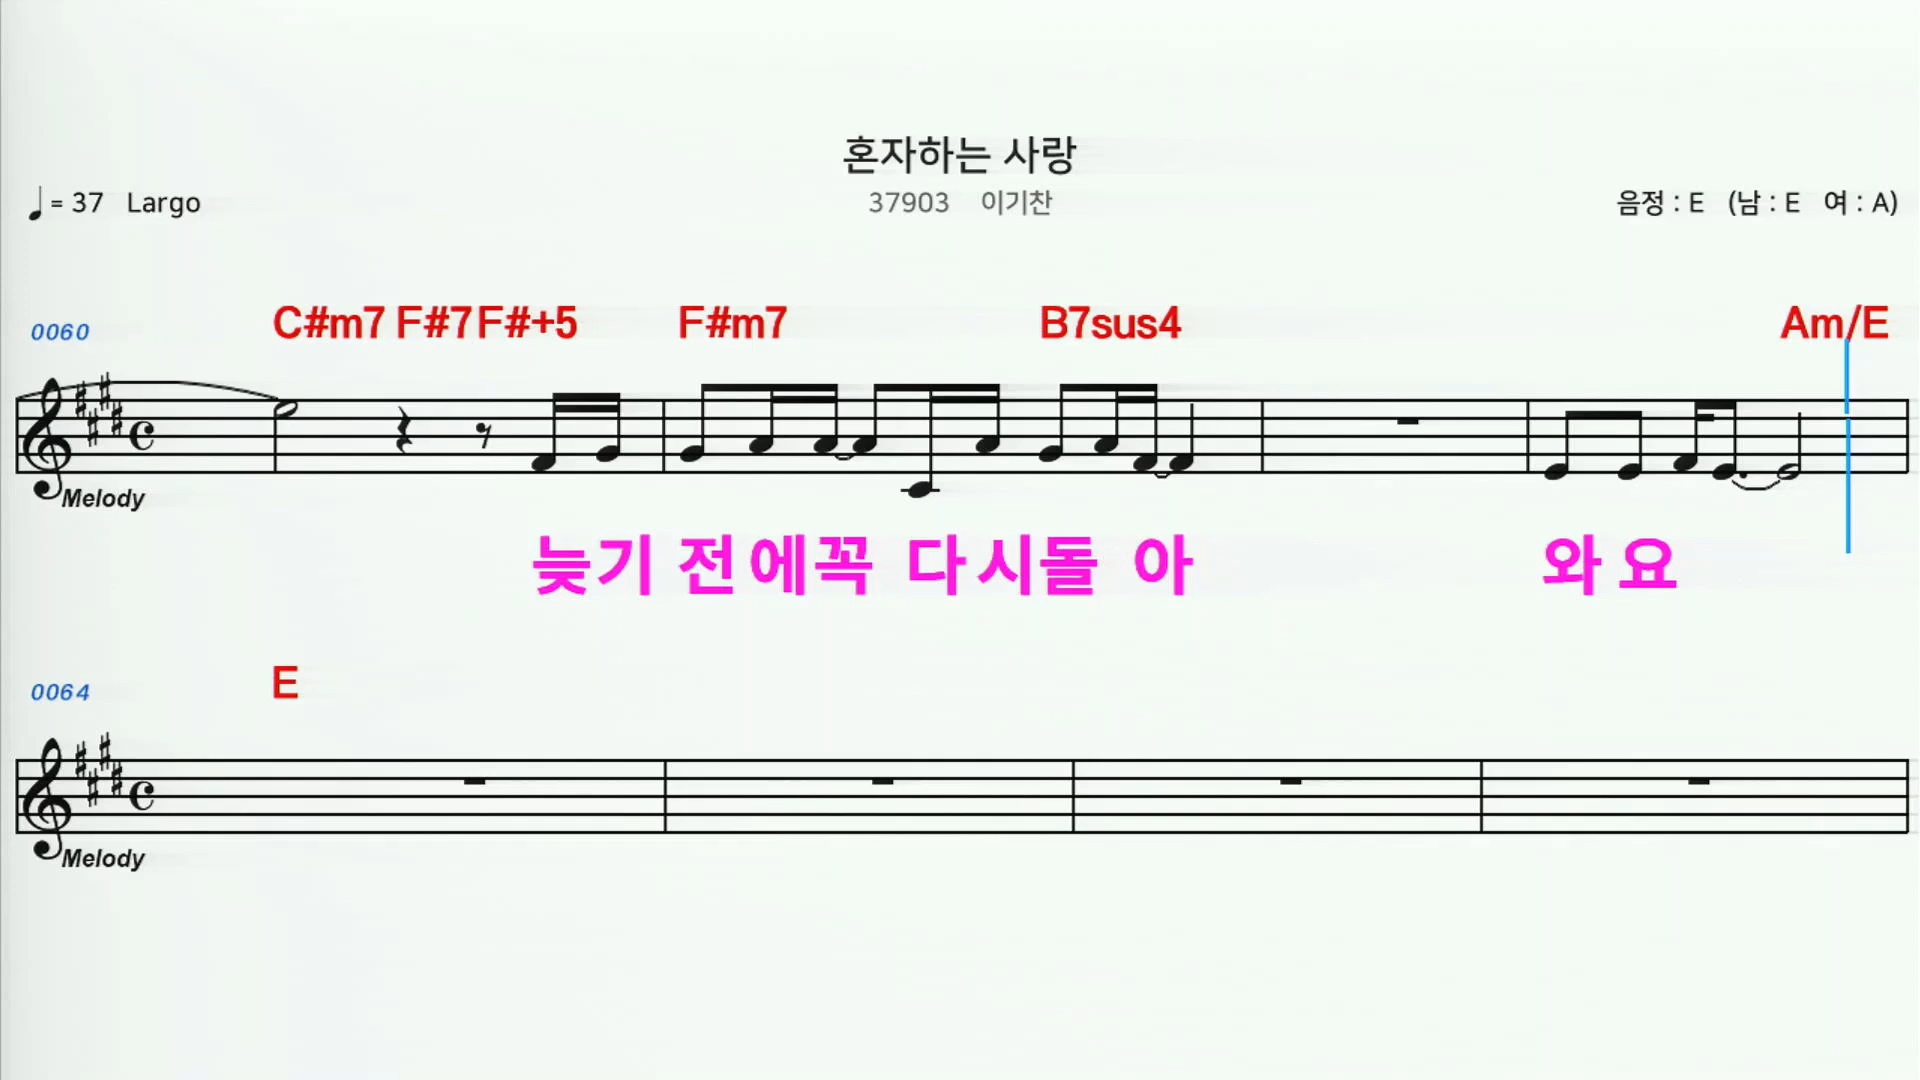 혼자하는 사랑
♩ = 37 Largo
37903 이기찬
음정 : E (남 : E 여 : A)
0060
C#m7 F#7 F#+5 F#m7 B7sus4 Am/E
Melody
늦기 전에꼭 다시돌 아 와요
0064
E
Melody